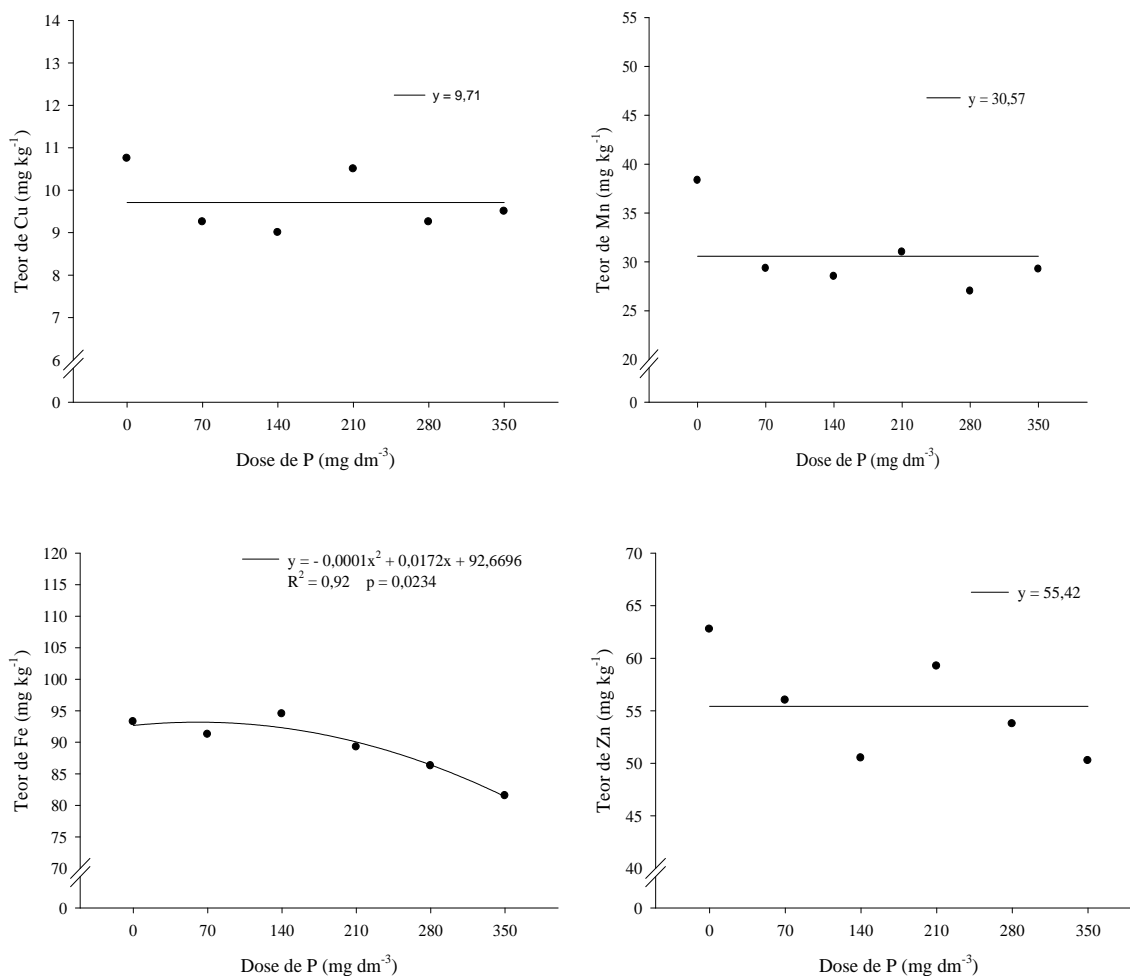 14
13
12
11
10
9
8
7
6
0
Teor de Cu (mg kg-1)
y = 9,71
0 70 140 210 280 350
Dose de P (mg dm-3)
55
50
45
40
35
30
25
20
0
Teor de Mn (mg kg-1)
y = 30,57
0 70 140 210 280 350
Dose de P (mg dm-3)
120
115
110
105
100
95
90
85
80
75
70
0
Teor de Fe (mg kg-1)
y = - 0,0001x2 + 0,0172x + 92,6696
R2 = 0,92 p = 0,0234
0 70 140 210 280 350
Dose de P (mg dm-3)
70
65
60
55
50
45
40
0
Teor de Zn (mg kg-1)
y = 55,42
0 70 140 210 280 350
Dose de P (mg dm-3)